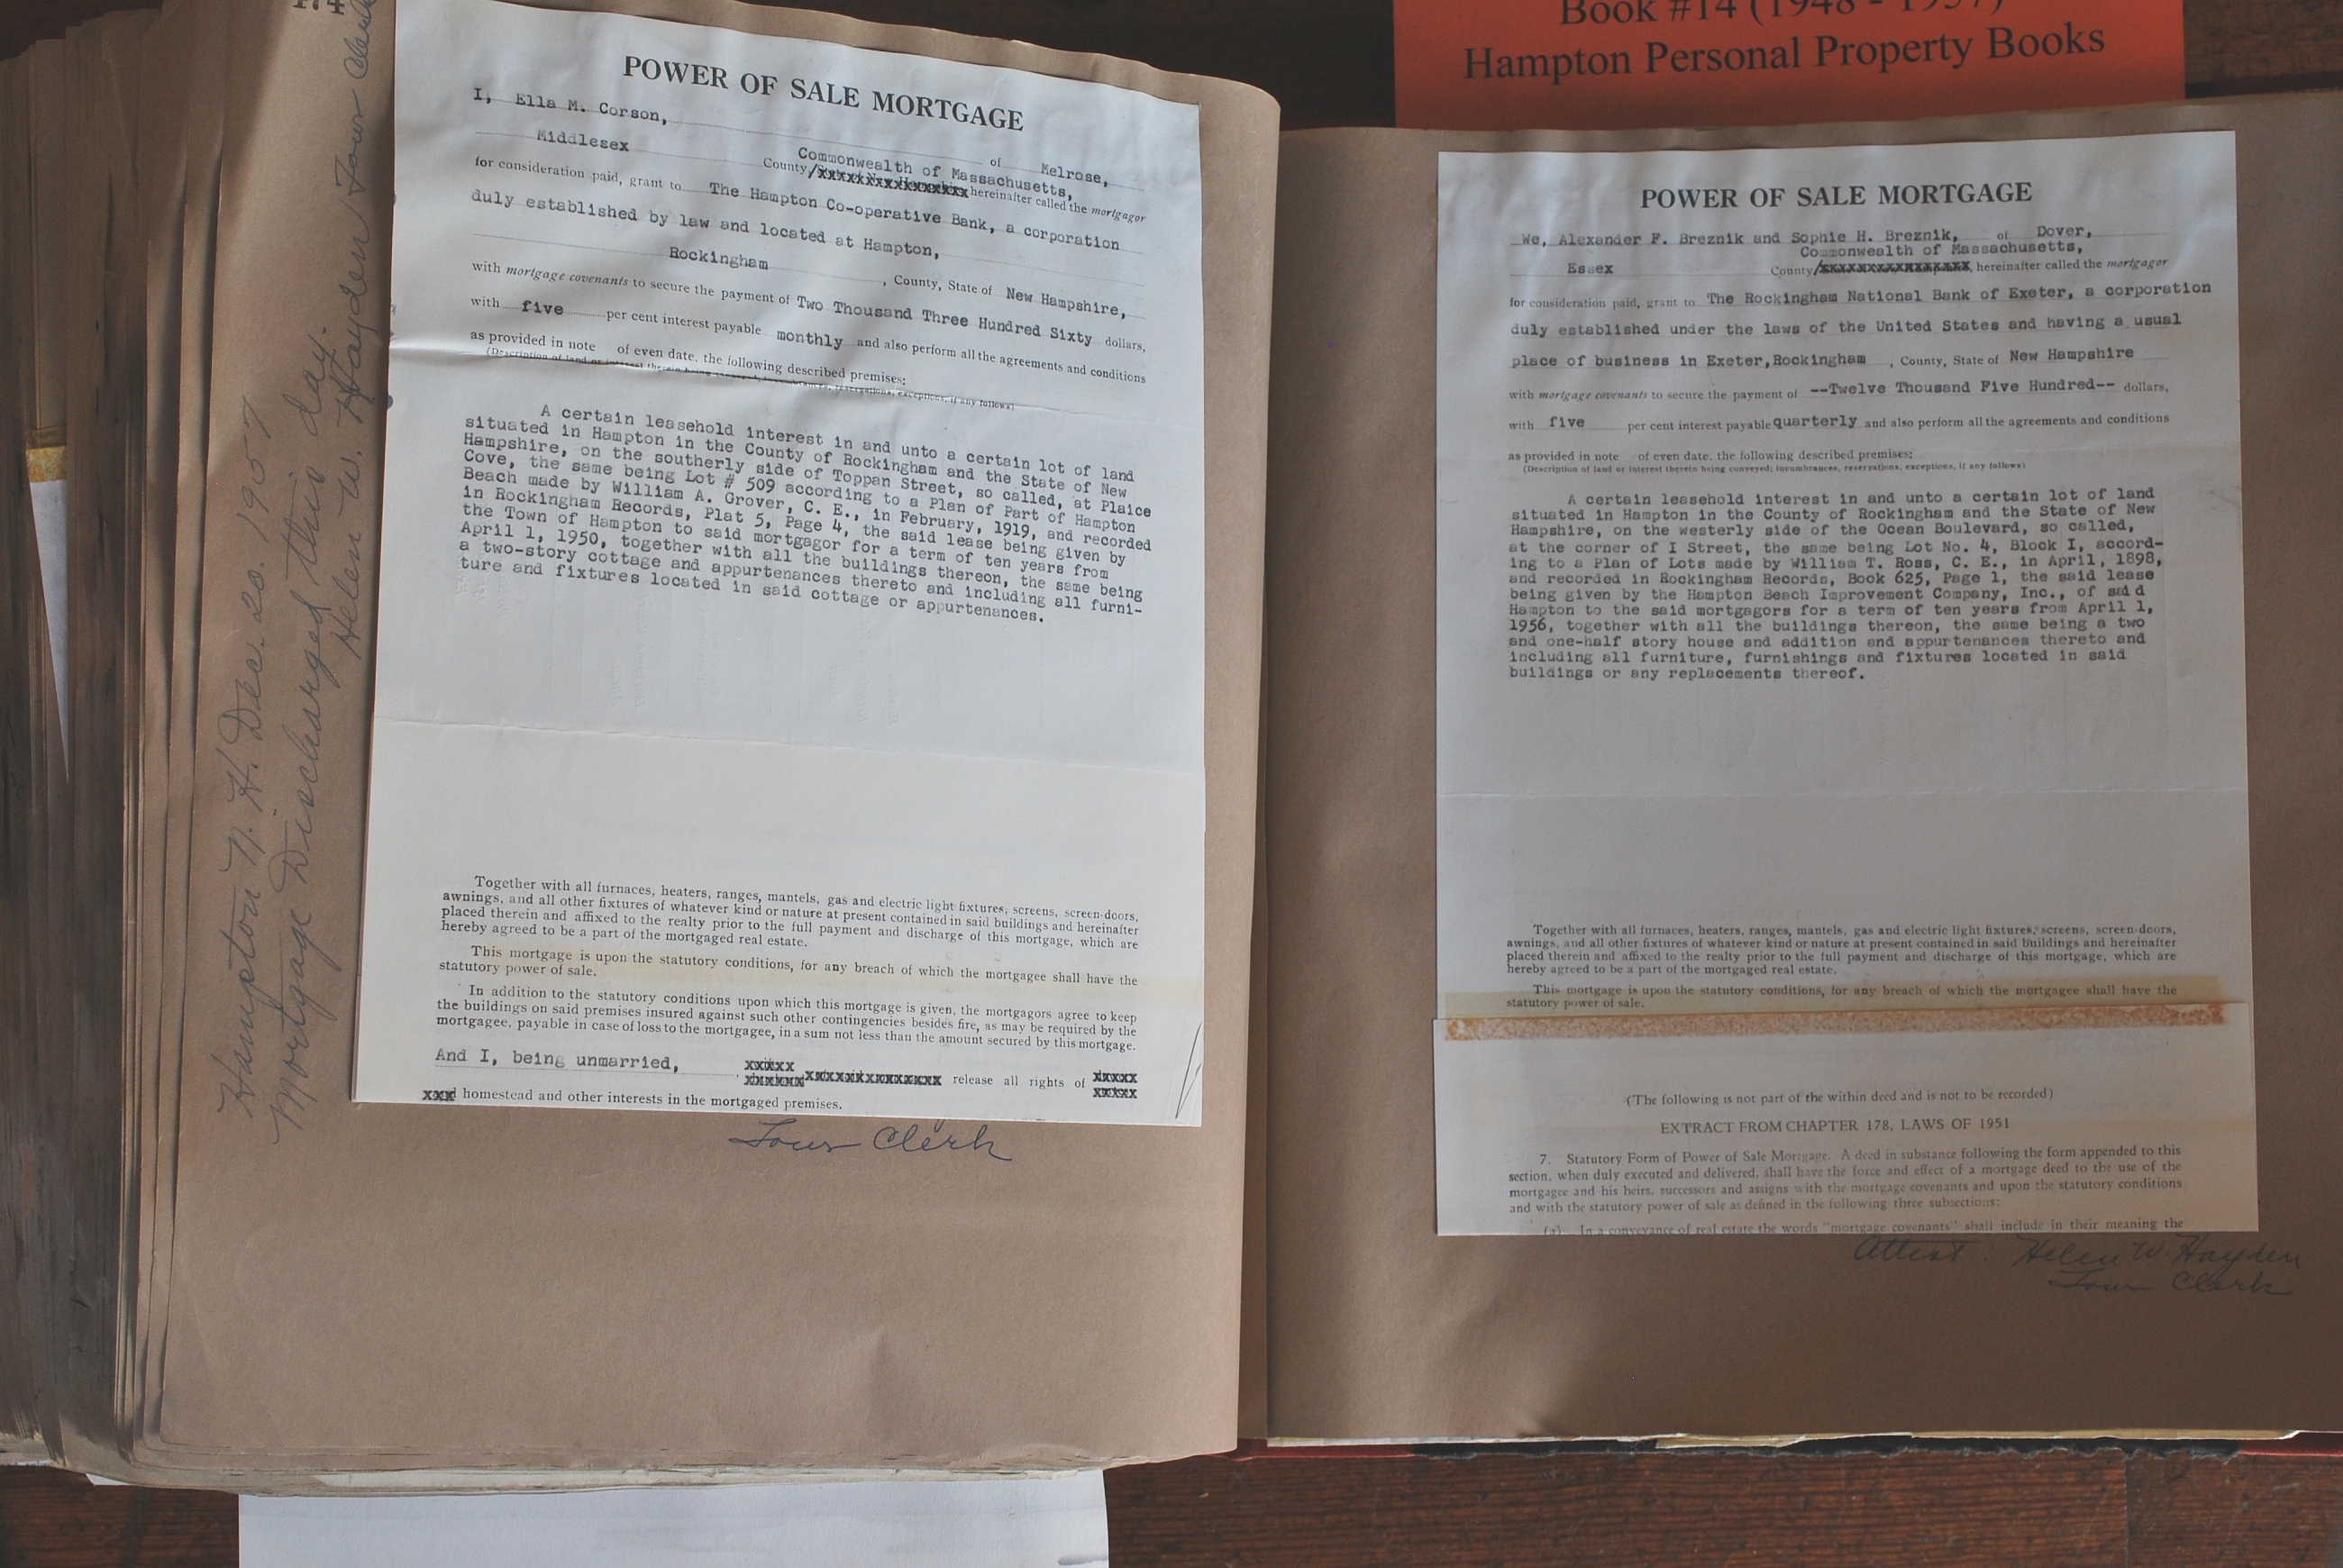 174
Hampton N. H. Dec. 20. 1957
Mortgage Discharged this day.
Helen W. Hayden Town Clerk
POWER OF SALE MORTGAGE
I, Ella M. Corson,
of Melrose,
Middlesex Commonwealth of Massachusetts,
County/xxxxxxxxxxxxxxxxxx hereinafter called the mortgagor
for consideration paid, grant to The Hampton Co-operative Bank, a corporation
duly established by law and located at Hampton,
Rockingham , County, State of New Hampshire,
with mortgage covenants to secure the payment of Two Thousand Three Hundred Sixty dollars,
with five per cent interest payable monthly and also perform all the agreements and conditions
as provided in note of even date, the following described premises:
(Description of land or interest therein being conveyed, incumbrances, reservations, exceptions, if any follows)
A certain leasehold interest in and unto a certain lot of land
situated in Hampton in the County of Rockingham and the State of New
Hampshire, on the southerly side of Toppan Street, so called, at Plaice
Cove, the same being Lot # 509 according to a Plan of Part of Hampton
Beach made by William A. Grover, C. E., in February, 1919, and recorded
in Rockingham Records, Plat 5, Page 4, the said lease being given by
the Town of Hampton to said mortgagor for a term of ten years from
April 1, 1950, together with all the buildings thereon, the same being
a two-story cottage and appurtenances thereto and including all furni-
ture and fixtures located in said cottage or appurtenances.
Together with all furnaces, heaters, ranges, mantels, gas and electric light fixtures, screens, screen-doors,
awnings, and all other fixtures of whatever kind or nature at present contained in said buildings and hereinafter
placed therein and affixed to the realty prior to the full payment and discharge of this mortgage, which are
hereby agreed to be a part of the mortgaged real estate.
This mortgage is upon the statutory conditions, for any breach of which the mortgagee shall have the
statutory power of sale.
In addition to the statutory conditions upon which this mortgage is given, the mortgagors agree to keep
the buildings on said premises insured against such other contingencies besides fire, as may be required by the
mortgagee, payable in case of loss to the mortgagee, in a sum not less than the amount secured by this mortgage.
And I, being unmarried, xxxxx
xxxxxx xxxxxxxxxxxxxxxx release all rights of xxxxx
xxxxx
xxx homestead and other interests in the mortgaged premises.
Town Clerk
Book #14 (1948 - 1957)
Hampton Personal Property Books
POWER OF SALE MORTGAGE
We, Alexander F. Breznik and Sophie H. Breznik, of Dover,
Commonwealth of Massachusetts,
Essex County/xxxxxxxxxxxxxxxxxx, hereinafter called the mortgagor
for consideration paid, grant to The Rockingham National Bank of Exeter, a corporation
duly established under the laws of the United States and having a usual
place of business in Exeter, Rockingham , County, State of New Hampshire
with mortgage covenants to secure the payment of --Twelve Thousand Five Hundred-- dollars,
with five per cent interest payable quarterly and also perform all the agreements and conditions
as provided in note of even date, the following described premises:
(Description of land or interest therein being conveyed; incumbrances, reservations, exceptions, if any follows)
A certain leasehold interest in and unto a certain lot of land
situated in Hampton in the County of Rockingham and the State of New
Hampshire, on the westerly side of the Ocean Boulevard, so called,
at the corner of I Street, the same being Lot No. 4, Block I, accord-
ing to a Plan of Lots made by William T. Ross, C. E., in April, 1898,
and recorded in Rockingham Records, Book 625, Page 1, the said lease
being given by the Hampton Beach Improvement Company, Inc., of said
Hampton to the said mortgagors for a term of ten years from April 1,
1956, together with all the buildings thereon, the same being a two
and one-half story house and addition and appurtenances thereto and
including all furniture, furnishings and fixtures located in said
buildings or any replacements thereof.
Together with all furnaces, heaters, ranges, mantels, gas and electric light fixtures, screens, screen-doors,
awnings, and all other fixtures of whatever kind or nature at present contained in said buildings and hereinafter
placed therein and affixed to the realty prior to the full payment and discharge of this mortgage, which are
hereby agreed to be a part of the mortgaged real estate.
This mortgage is upon the statutory conditions, for any breach of which the mortgagee shall have the
statutory power of sale.
(The following is not part of the within deed and is not to be recorded)
EXTRACT FROM CHAPTER 178, LAWS OF 1951
7. Statutory Form of Power of Sale Mortgage. A deed in substance following the form appended to this
section, when duly executed and delivered, shall have the force and effect of a mortgage deed to the use of the
mortgagee and his heirs, successors and assigns with the mortgage covenants and upon the statutory conditions
and with the statutory power of sale as defined in the following three subsections:
(a) In a conveyance of real estate the words "mortgage covenants" shall include in their meaning the
Attest: Helen W. Hayden
Town Clerk